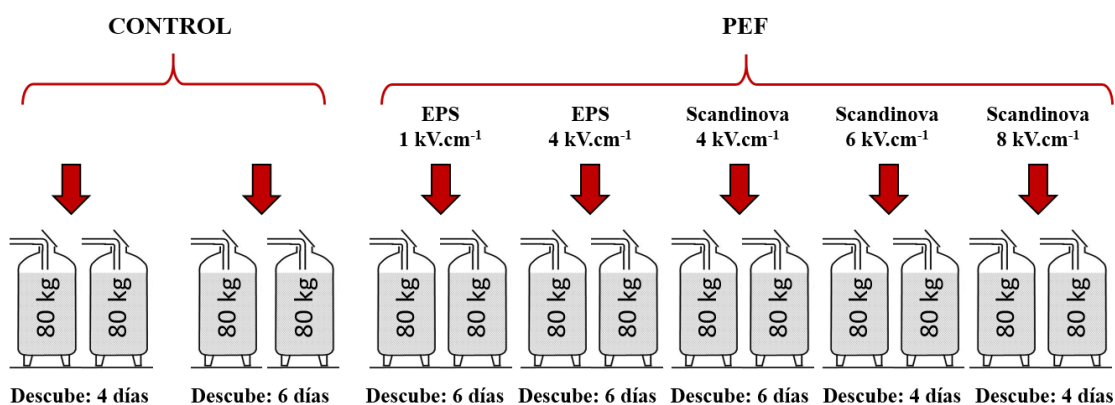 CONTROL
PEF
EPS
1 kV.cm⁻¹
EPS
4 kV.cm⁻¹
Scandinova
4 kV.cm⁻¹
Scandinova
6 kV.cm⁻¹
Scandinova
8 kV.cm⁻¹
80 kg
80 kg
80 kg
80 kg
80 kg
80 kg
80 kg
80 kg
80 kg
80 kg
80 kg
80 kg
80 kg
80 kg
Descube: 4 días
Descube: 6 días
Descube: 6 días
Descube: 6 días
Descube: 6 días
Descube: 4 días
Descube: 4 días